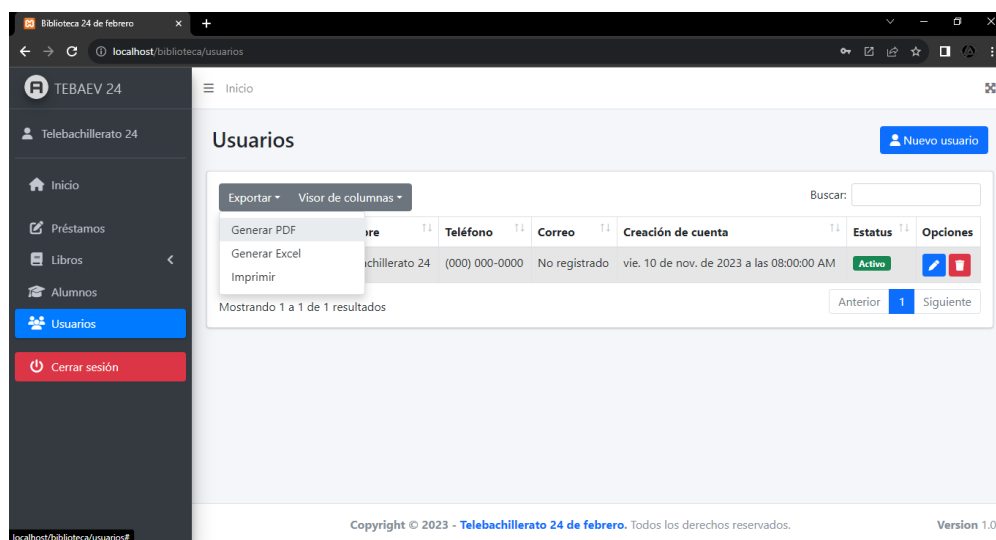 Biblioteca 24 de febrero
localhost/biblioteca/usuarios
TEBAEV 24
Inicio
Telebachillerato 24
Usuarios
Nuevo usuario
Inicio
Exportar
Visor de columnas
Buscar:
Préstamos
Generar PDF
Teléfono
Correo
Creación de cuenta
Estatus
Opciones
Libros
Generar Excel
(000) 000-0000
No registrado
vie. 10 de nov. de 2023 a las 08:00:00 AM
Activo
Imprimir
Alumnos
Mostrando 1 a 1 de 1 resultados
Anterior
1
Siguiente
Usuarios
Cerrar sesión
Copyright © 2023 - Telebachillerato 24 de febrero. Todos los derechos reservados.
Version 1.0
localhost/biblioteca/usuarios#